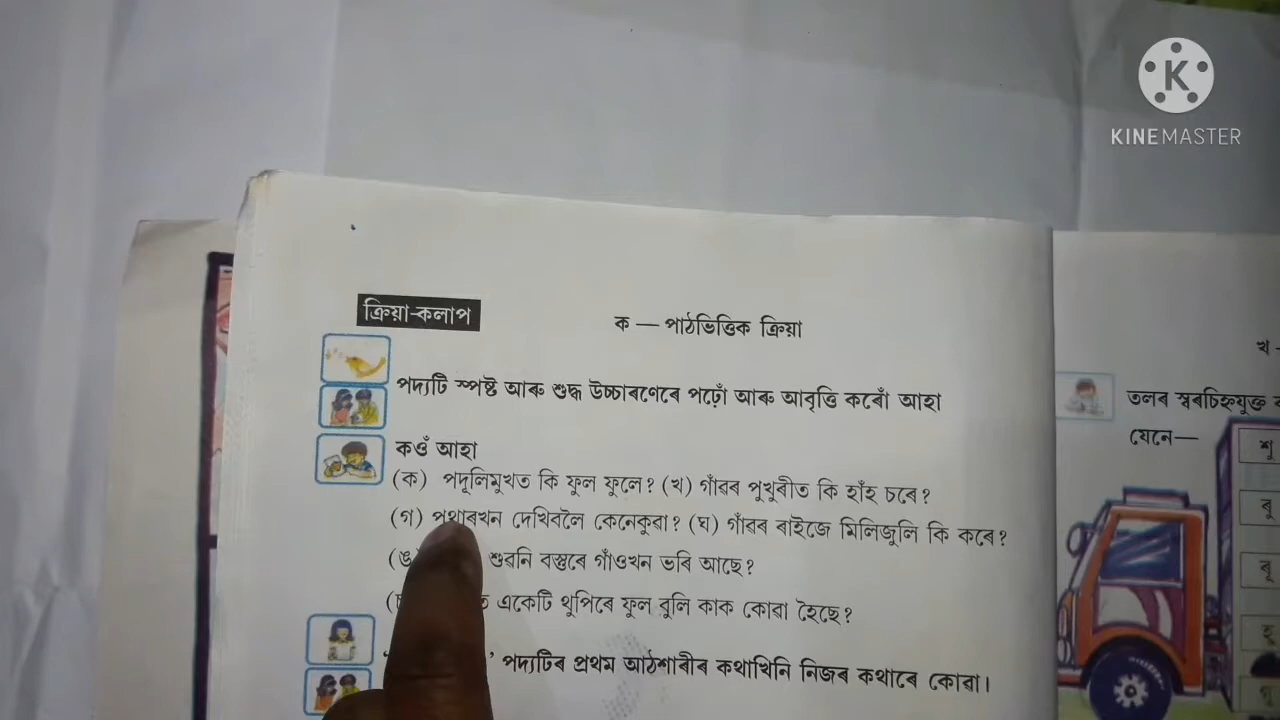 KINEMASTER
ক্ৰিয়া-কলাপ
ক — পাঠভিত্তিক ক্ৰিয়া
পদ্যটি স্পষ্ট আৰু শুদ্ধ উচ্চাৰণেৰে পঢ়োঁ আৰু আবৃত্তি কৰোঁ আহা
কওঁ আহা
(ক) পদূলিমুখত কি ফুল ফুলে? (খ) গাঁৱৰ পুখুৰীত কি হাঁহ চৰে?
(গ) পথাৰখন দেখিবলৈ কেনেকুৱা? (ঘ) গাঁৱৰ ৰাইজে মিলিজুলি কি কৰে?
শুৱনি বস্তুৰে গাঁওখন ভৰি আছে?
একেটি থুপিৰে ফুল বুলি কাক কোৱা হৈছে?
’ পদ্যটিৰ প্ৰথম আঠশাৰীৰ কথাখিনি নিজৰ কথাৰে কোৱা।
খ -
তলৰ স্বৰচিহ্নযুক্ত
যেনে—
শু
ৰু
ৰূ
হু